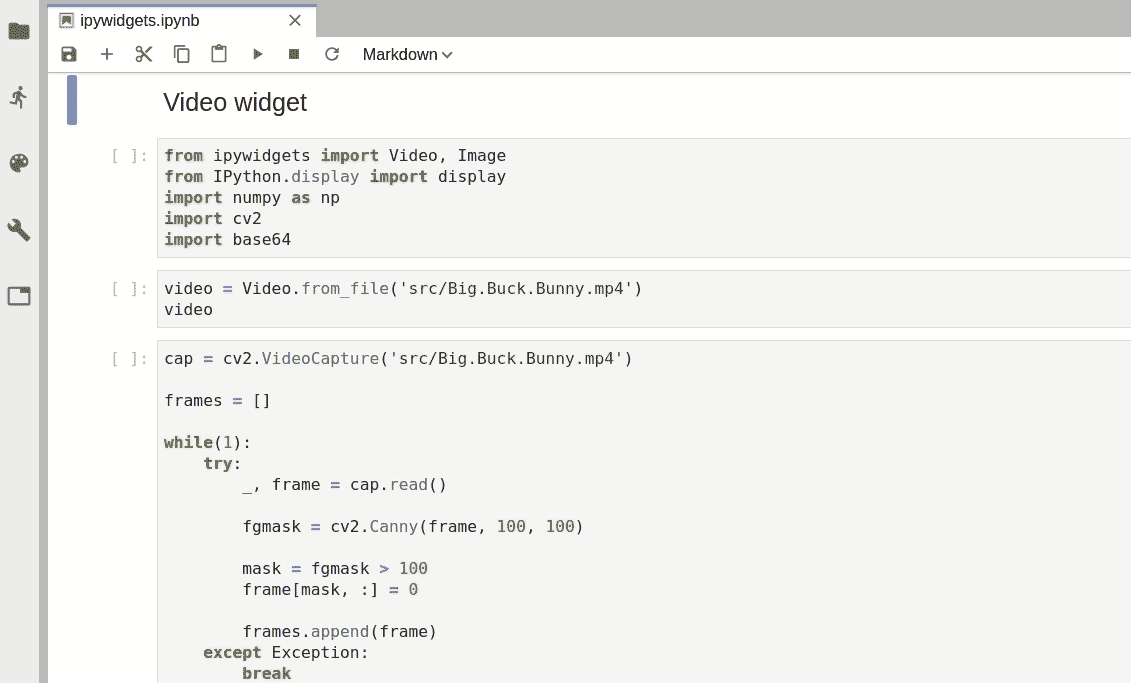 ipywidgets.ipynb
Markdown
Video widget
[ ]: from ipywidgets import Video, Image
from IPython.display import display
import numpy as np
import cv2
import base64
[ ]: video = Video.from_file('src/Big.Buck.Bunny.mp4')
video
[ ]: cap = cv2.VideoCapture('src/Big.Buck.Bunny.mp4')
frames = []
while(1):
    try:
        _, frame = cap.read()
        fgmask = cv2.Canny(frame, 100, 100)
        mask = fgmask > 100
        frame[mask, :] = 0
        frames.append(frame)
    except Exception:
        break